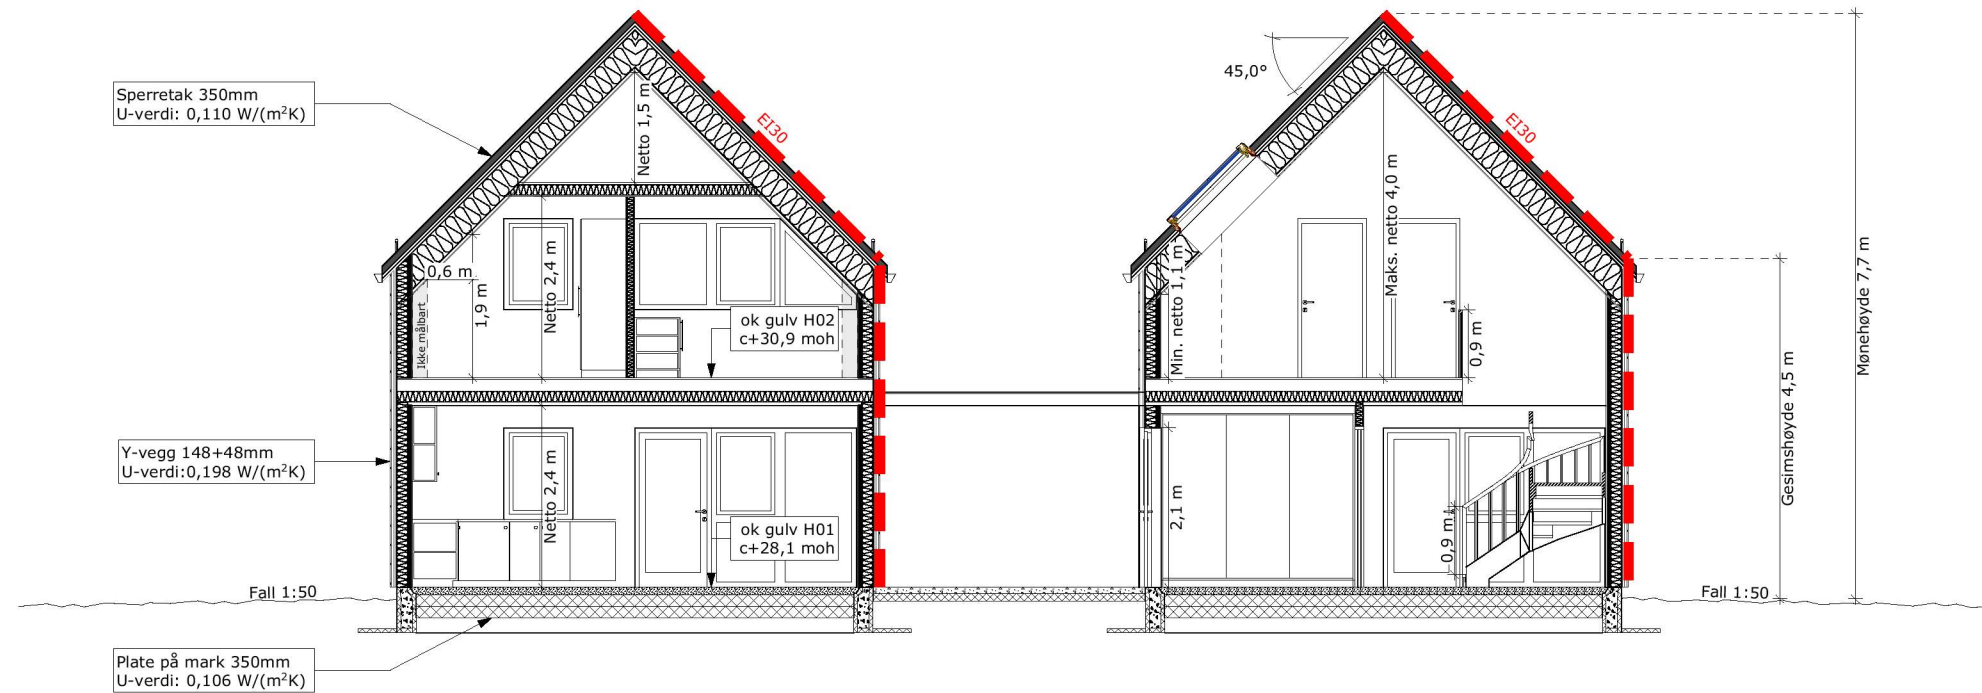 Sperretak 350mm
U-verdi: 0,110 W/(m²K)
Netto 1,5 m
EI30
0,6 m
1,9 m
Ikke målbart
Netto 2,4 m
ok gulv H02
c+30,9 moh
Y-vegg 148+48mm
U-verdi:0,198 W/(m²K)
Netto 2,4 m
ok gulv H01
c+28,1 moh
Fall 1:50
Plate på mark 350mm
U-verdi: 0,106 W/(m²K)
45,0°
EI30
Maks. netto 4,0 m
Min. netto 1,1 m
0,9 m
2,1 m
0,9 m
Gesimshøyde 4,5 m
Mønehøyde 7,7 m
Fall 1:50